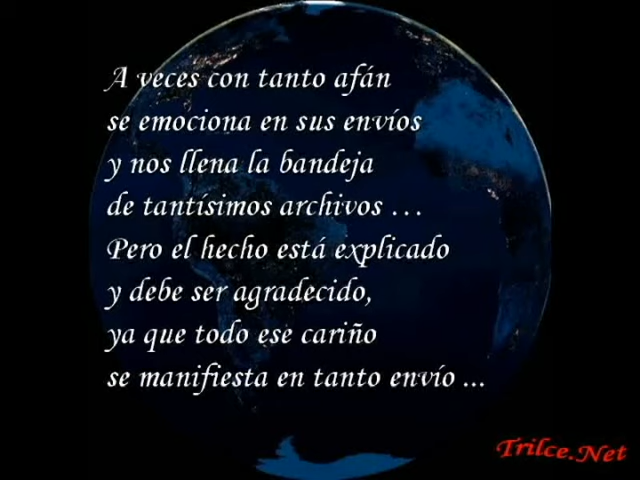 A veces con tanto afán
se emociona en sus envíos
y nos llena la bandeja
de tantísimos archivos …
Pero el hecho está explicado
y debe ser agradecido,
ya que todo ese cariño
se manifiesta en tanto envío ...
Trilce.Net